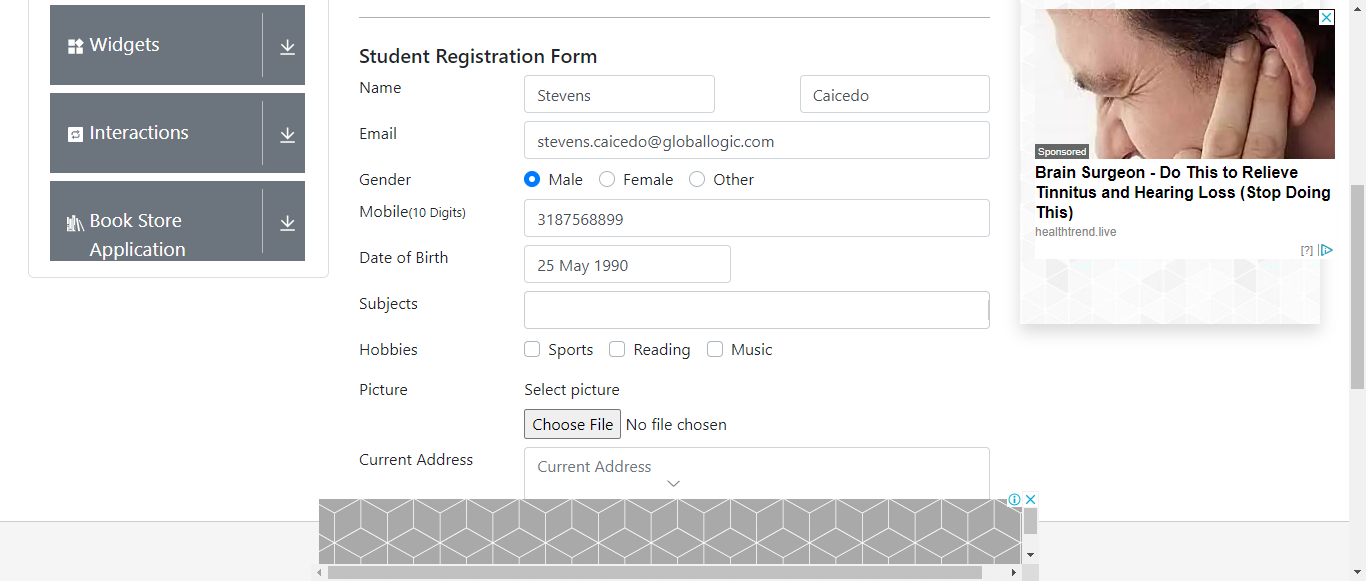 Widgets
Interactions
Book Store
Application
Student Registration Form
Name
Stevens
Caicedo
Email
stevens.caicedo@globallogic.com
Gender
Male
Female
Other
Mobile(10 Digits)
3187568899
Date of Birth
25 May 1990
Subjects
Hobbies
Sports
Reading
Music
Picture
Select picture
Choose File No file chosen
Current Address
Current Address
Sponsored
Brain Surgeon - Do This to Relieve
Tinnitus and Hearing Loss (Stop Doing
This)
healthtrend.live
[?]